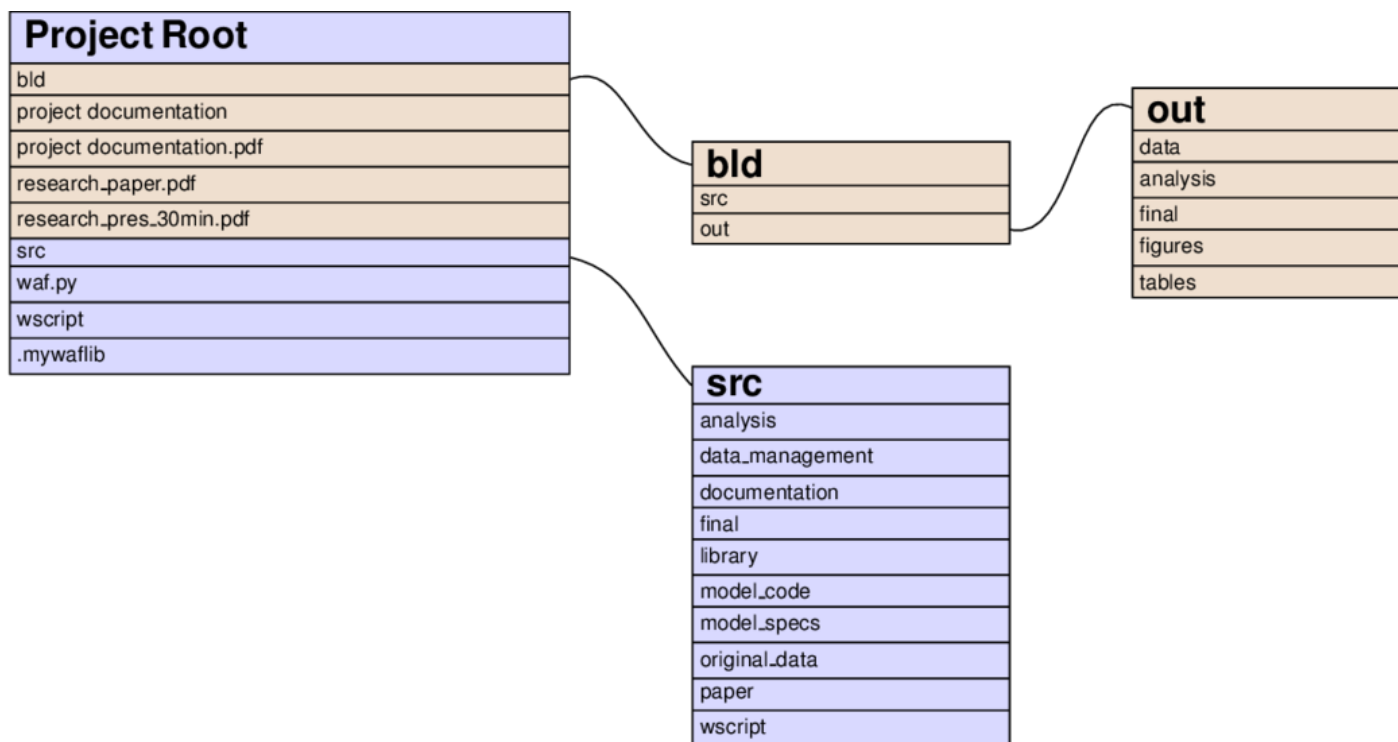 Project Root
bld
project documentation
project documentation.pdf
research_paper.pdf
research_pres_30min.pdf
src
waf.py
wscript
.mywaflib
bld
src
out
out
data
analysis
final
figures
tables
src
analysis
data_management
documentation
final
library
model_code
model_specs
original_data
paper
wscript